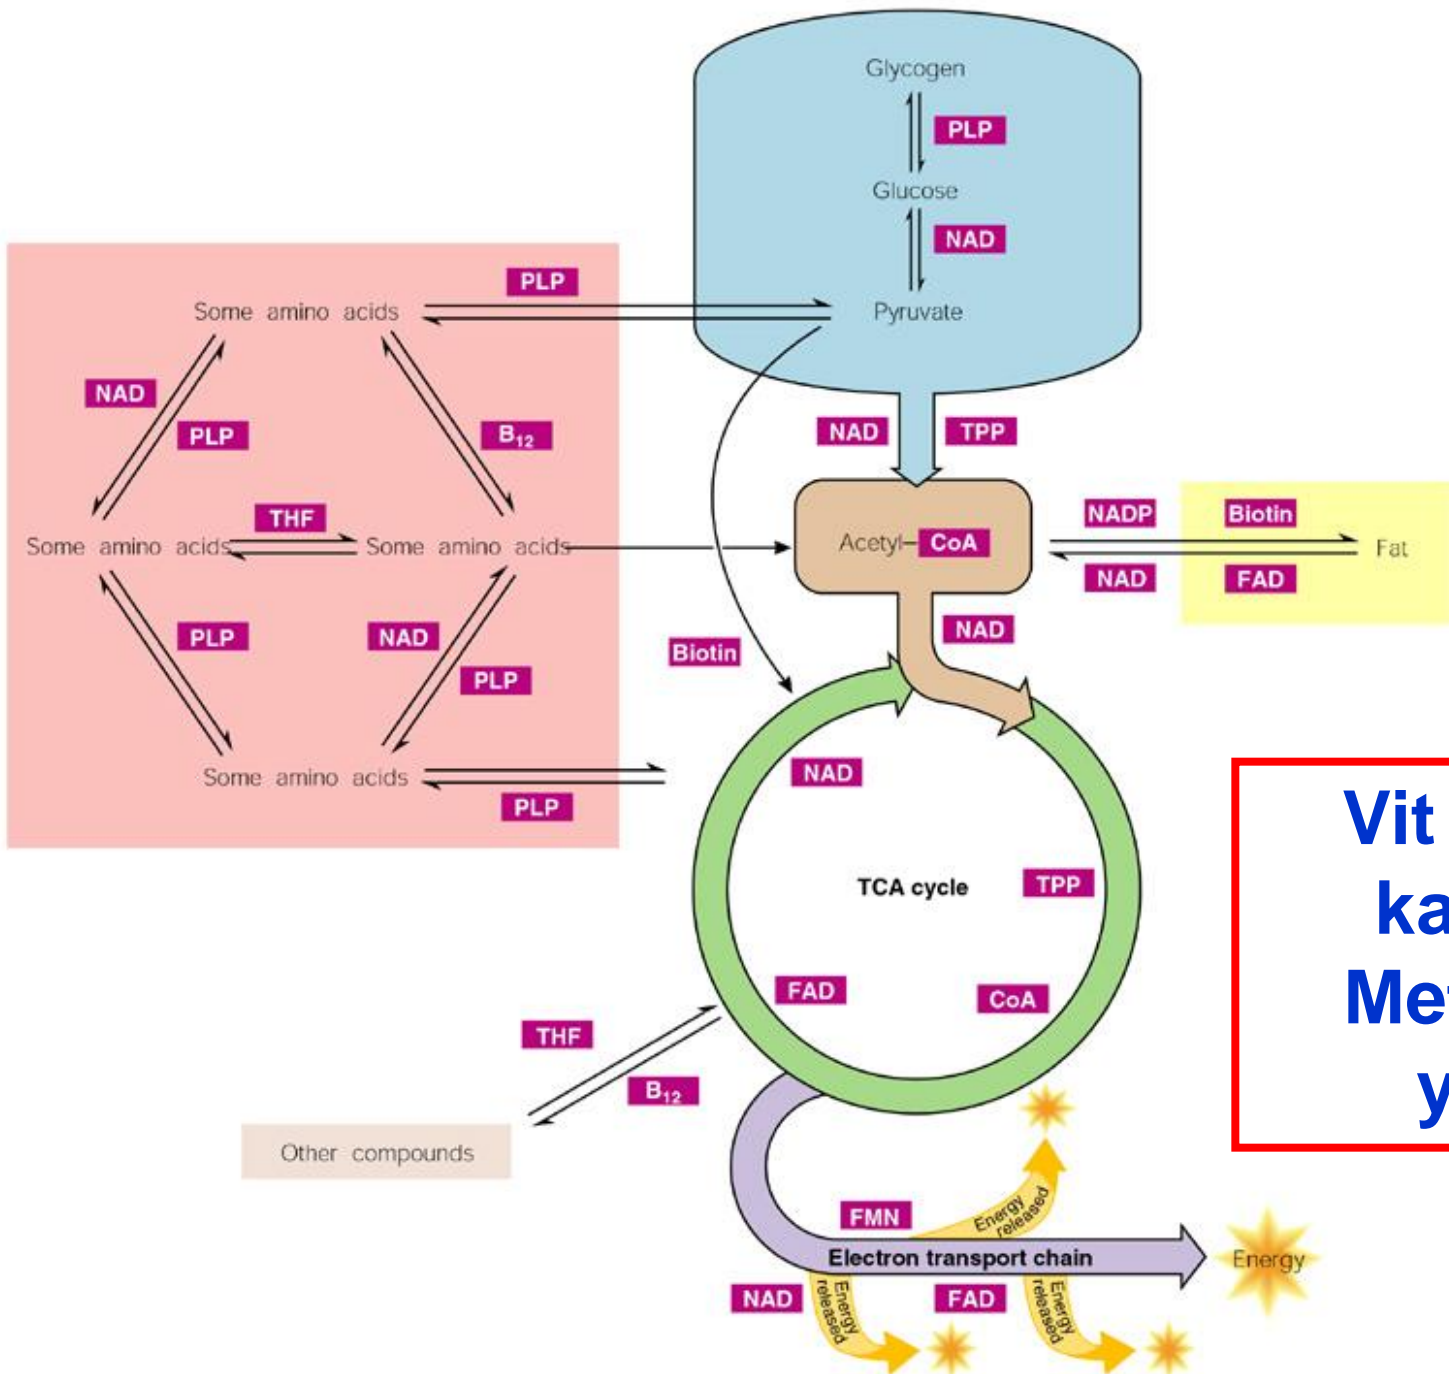 Glycogen
PLP
Glucose
NAD
Pyruvate
PLP
Some amino acids
NAD
PLP
B12
THF
Some amino acids
Some amino acids
PLP
NAD
PLP
Some amino acids
PLP
NAD
TPP
Acetyl–CoA
NADP
Biotin
Fat
NAD
FAD
NAD
Biotin
NAD
TCA cycle
TPP
FAD
CoA
THF
B12
Other compounds
FMN
Energy released
Electron transport chain
Energy
NAD
Energy released
FAD
Energy released
Vit
ka
Me
y